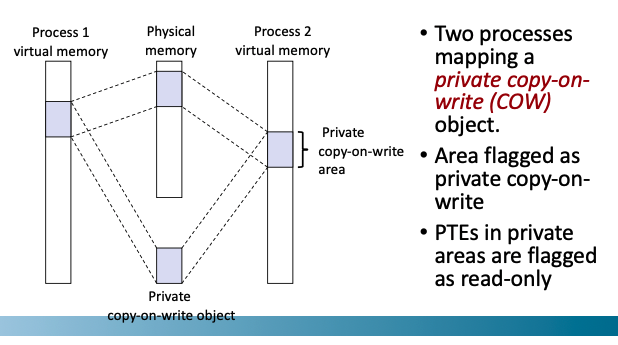 Process 1
virtual memory
Physical
memory
Process 2
virtual memory
Private
copy-on-write
area
Private
copy-on-write object
• Two processes
mapping a
private copy-on-
write (COW)
object.
• Area flagged as
private copy-on-
write
• PTEs in private
areas are flagged
as read-only